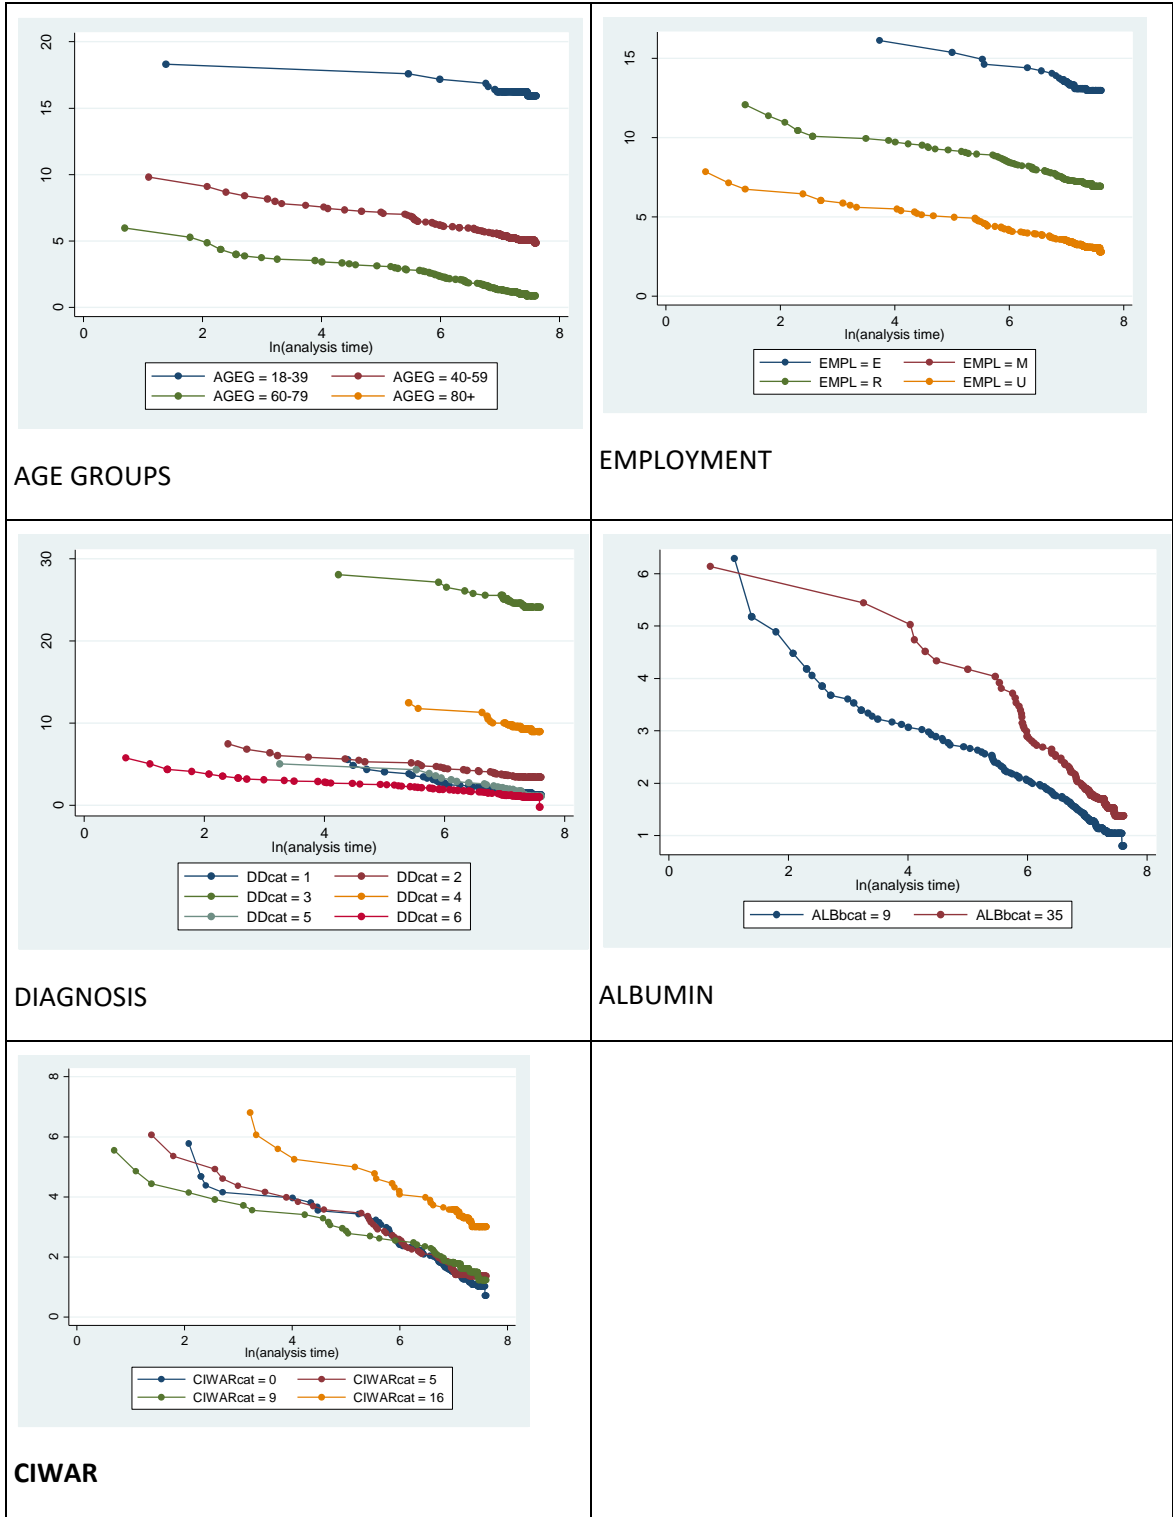 20
15
10
5
0
0 2 4 6 8
ln(analysis time)
AGEG = 18-39 AGEG = 40-59
AGEG = 60-79 AGEG = 80+
AGE GROUPS
15
10
5
0
0 2 4 6 8
ln(analysis time)
EMPL = E EMPL = M
EMPL = R EMPL = U
EMPLOYMENT
30
20
10
0
0 2 4 6 8
ln(analysis time)
DDcat = 1 DDcat = 2
DDcat = 3 DDcat = 4
DDcat = 5 DDcat = 6
DIAGNOSIS
6
5
4
3
2
1
0 2 4 6 8
ln(analysis time)
ALBbcat = 9 ALBbcat = 35
ALBUMIN
8
6
4
2
0
0 2 4 6 8
ln(analysis time)
CIWARcat = 0 CIWARcat = 5
CIWARcat = 9 CIWARcat = 16
CIWAR